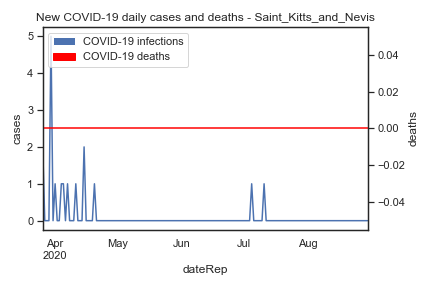 New COVID-19 daily cases and deaths - Saint_Kitts_and_Nevis
COVID-19 infections
COVID-19 deaths
5
4
3
2
1
0
cases
0.04
0.02
0.00
−0.02
−0.04
deaths
Apr
2020
May
Jun
Jul
Aug
dateRep